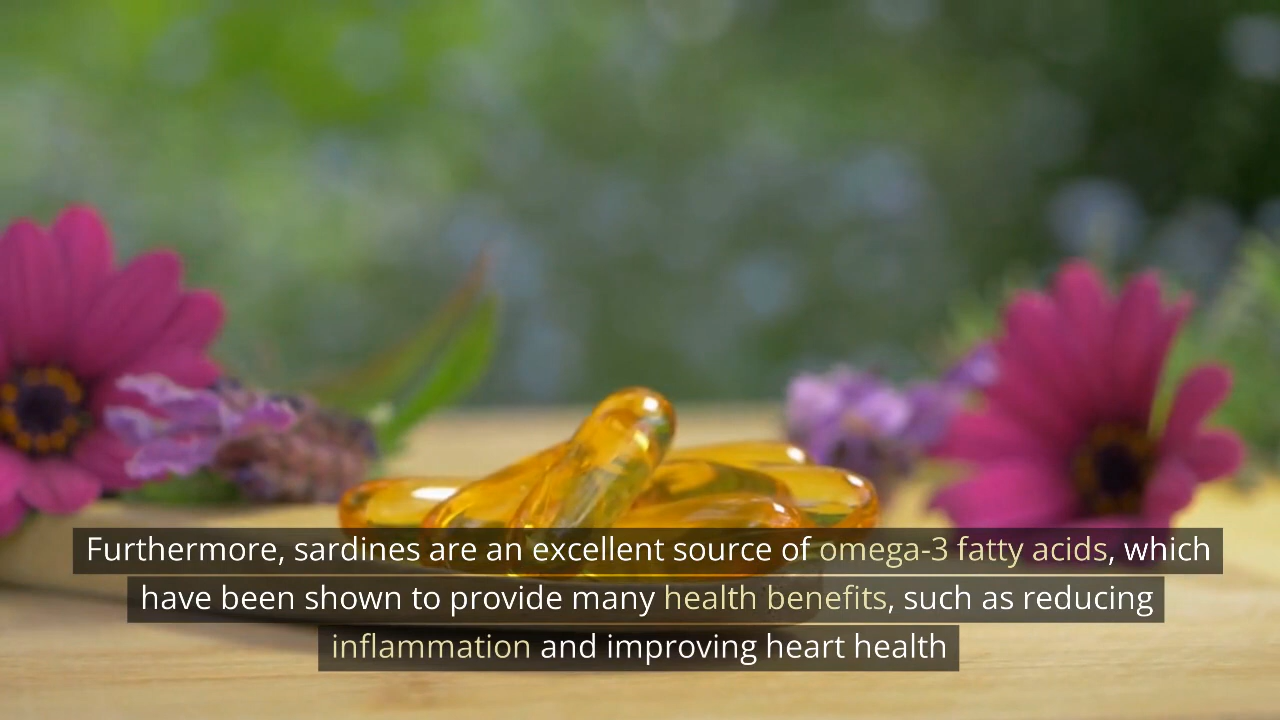 Furthermore, sardines are an excellent source of omega-3 fatty acids, which
have been shown to provide many health benefits, such as reducing
inflammation and improving heart health